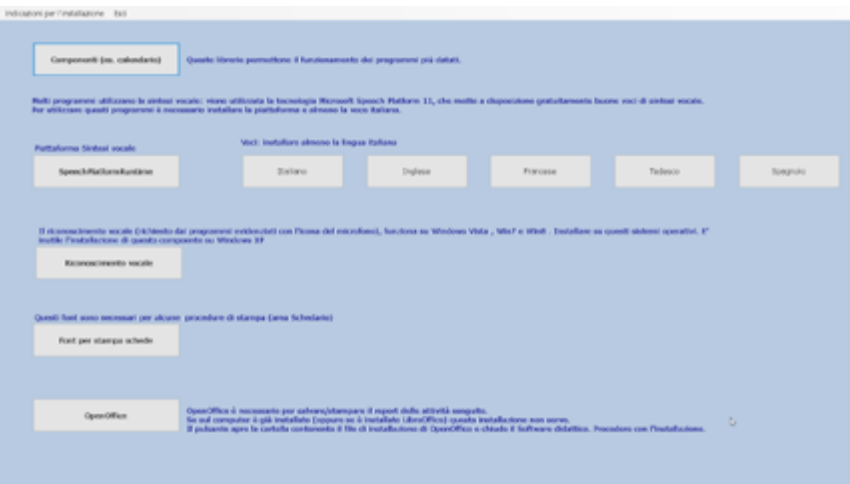 Indicazioni per l'installazione Esci
Componenti (es. calendario)
Queste librerie permettono il funzionamento dei programmi più datati.
Molti programmi utilizzano la sintesi vocale: viene utilizzata la tecnologia Microsoft Speech Platform 11, che mette a disposizione gratuitamente buone voci di sintesi vocale.
Per utilizzare questi programmi è necessario installare la piattaforma e almeno la voce italiana.
Piattaforma Sintesi vocale
Voci: installare almeno la lingua italiana
SpeechPlatformRuntime
Italiano
Inglese
Francese
Tedesco
Spagnolo
Il riconoscimento vocale (richiesto dai programmi evidenziati con l'icona del microfono), funziona su Windows Vista , Win7 e Win8 . Installare su questi sistemi operativi. E'
inutile l'installazione di questa componente su Windows XP
Riconoscimento vocale
Questi font sono necessari per alcune procedure di stampa (area Schedario)
Font per stampa schede
OpenOffice
OpenOffice è necessario per salvare/stampare il report delle attività eseguite.
Se sul computer è già installato (oppure se è installato LibreOffice) questa installazione non serve.
Il pulsante apre la cartella contenente il file di installazione di OpenOffice e chiude il Software didattico. Procedere con l'installazione.